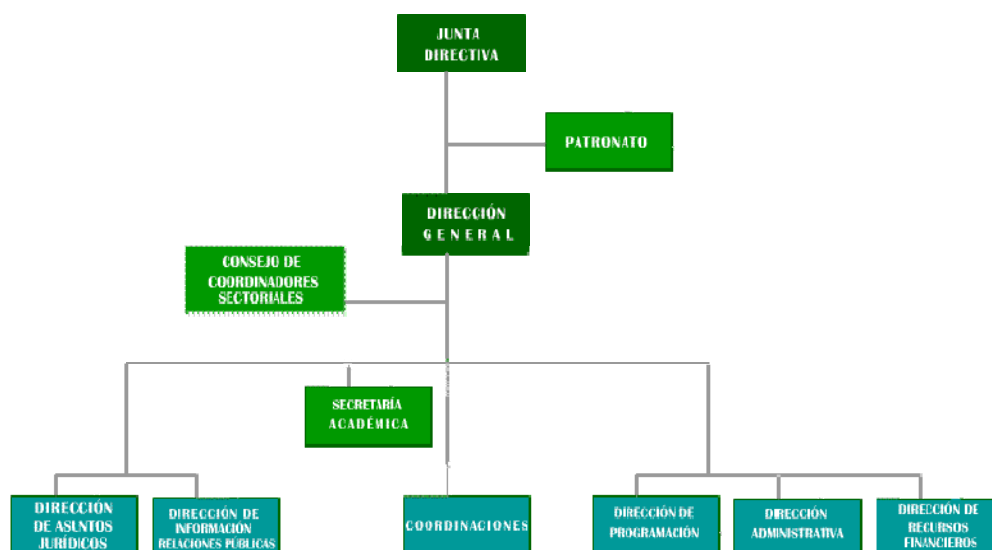 JUNTA
DIRECTIVA
PATRONATO
DIRECCIÓN
GENERAL
CONSEJO DE
COORDINADORES
SECTORIALES
SECRETARÍA
ACADÉMICA
DIRECCIÓN
DE ASUNTOS
JURÍDICOS
DIRECCIÓN DE
INFORMACIÓN
RELACIONES PÚBLICAS
COORDINACIONES
DIRECCIÓN DE
PROGRAMACIÓN
DIRECCIÓN
ADMINISTRATIVA
DIRECCIÓN DE
RECURSOS
FINANCIEROS